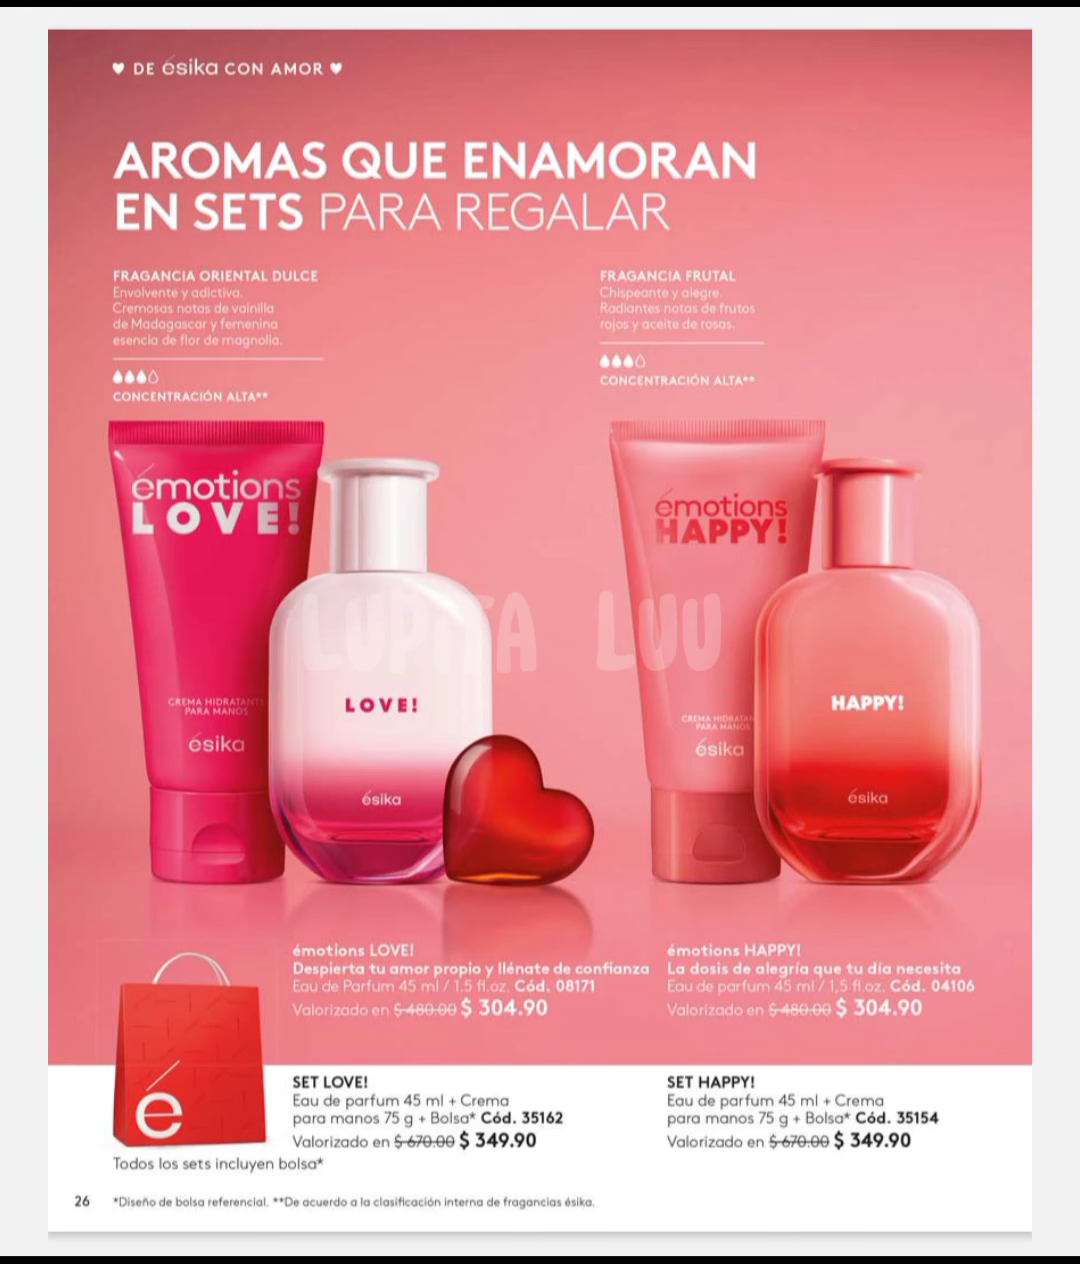 ♥ DE ésika CON AMOR ♥
AROMAS QUE ENAMORAN
EN SETS PARA REGALAR
FRAGANCIA ORIENTAL DULCE
Envolvente y adictiva.
Cremosas notas de vainilla
de Madagascar y femenina
esencia de flor de magnolia.
CONCENTRACIÓN ALTA**
FRAGANCIA FRUTAL
Chispeante y alegre.
Radiantes notas de frutos
rojos y aceite de rosas.
CONCENTRACIÓN ALTA**
émotions
LOVE!
CREMA HIDRATANTE
PARA MANOS
ésika
LOVE!
ésika
émotions
HAPPY!
CREMA HIDRATAN
PARA MANOS
ésika
HAPPY!
ésika
LUPITA LUU
émotions LOVE!
Despierta tu amor propio y llénate de confianza
Eau de Parfum 45 ml / 1.5 fl.oz. Cód. 08171
Valorizado en $ 480.00 $ 304.90
émotions HAPPY!
La dosis de alegría que tu día necesita
Eau de parfum 45 ml / 1,5 fl.oz. Cód. 04106
Valorizado en $ 480.00 $ 304.90
é
SET LOVE!
Eau de parfum 45 ml + Crema
para manos 75 g + Bolsa* Cód. 35162
Valorizado en $ 670.00 $ 349.90
SET HAPPY!
Eau de parfum 45 ml + Crema
para manos 75 g + Bolsa* Cód. 35154
Valorizado en $ 670.00 $ 349.90
Todos los sets incluyen bolsa*
26 *Diseño de bolsa referencial. **De acuerdo a la clasificación interna de fragancias ésika.